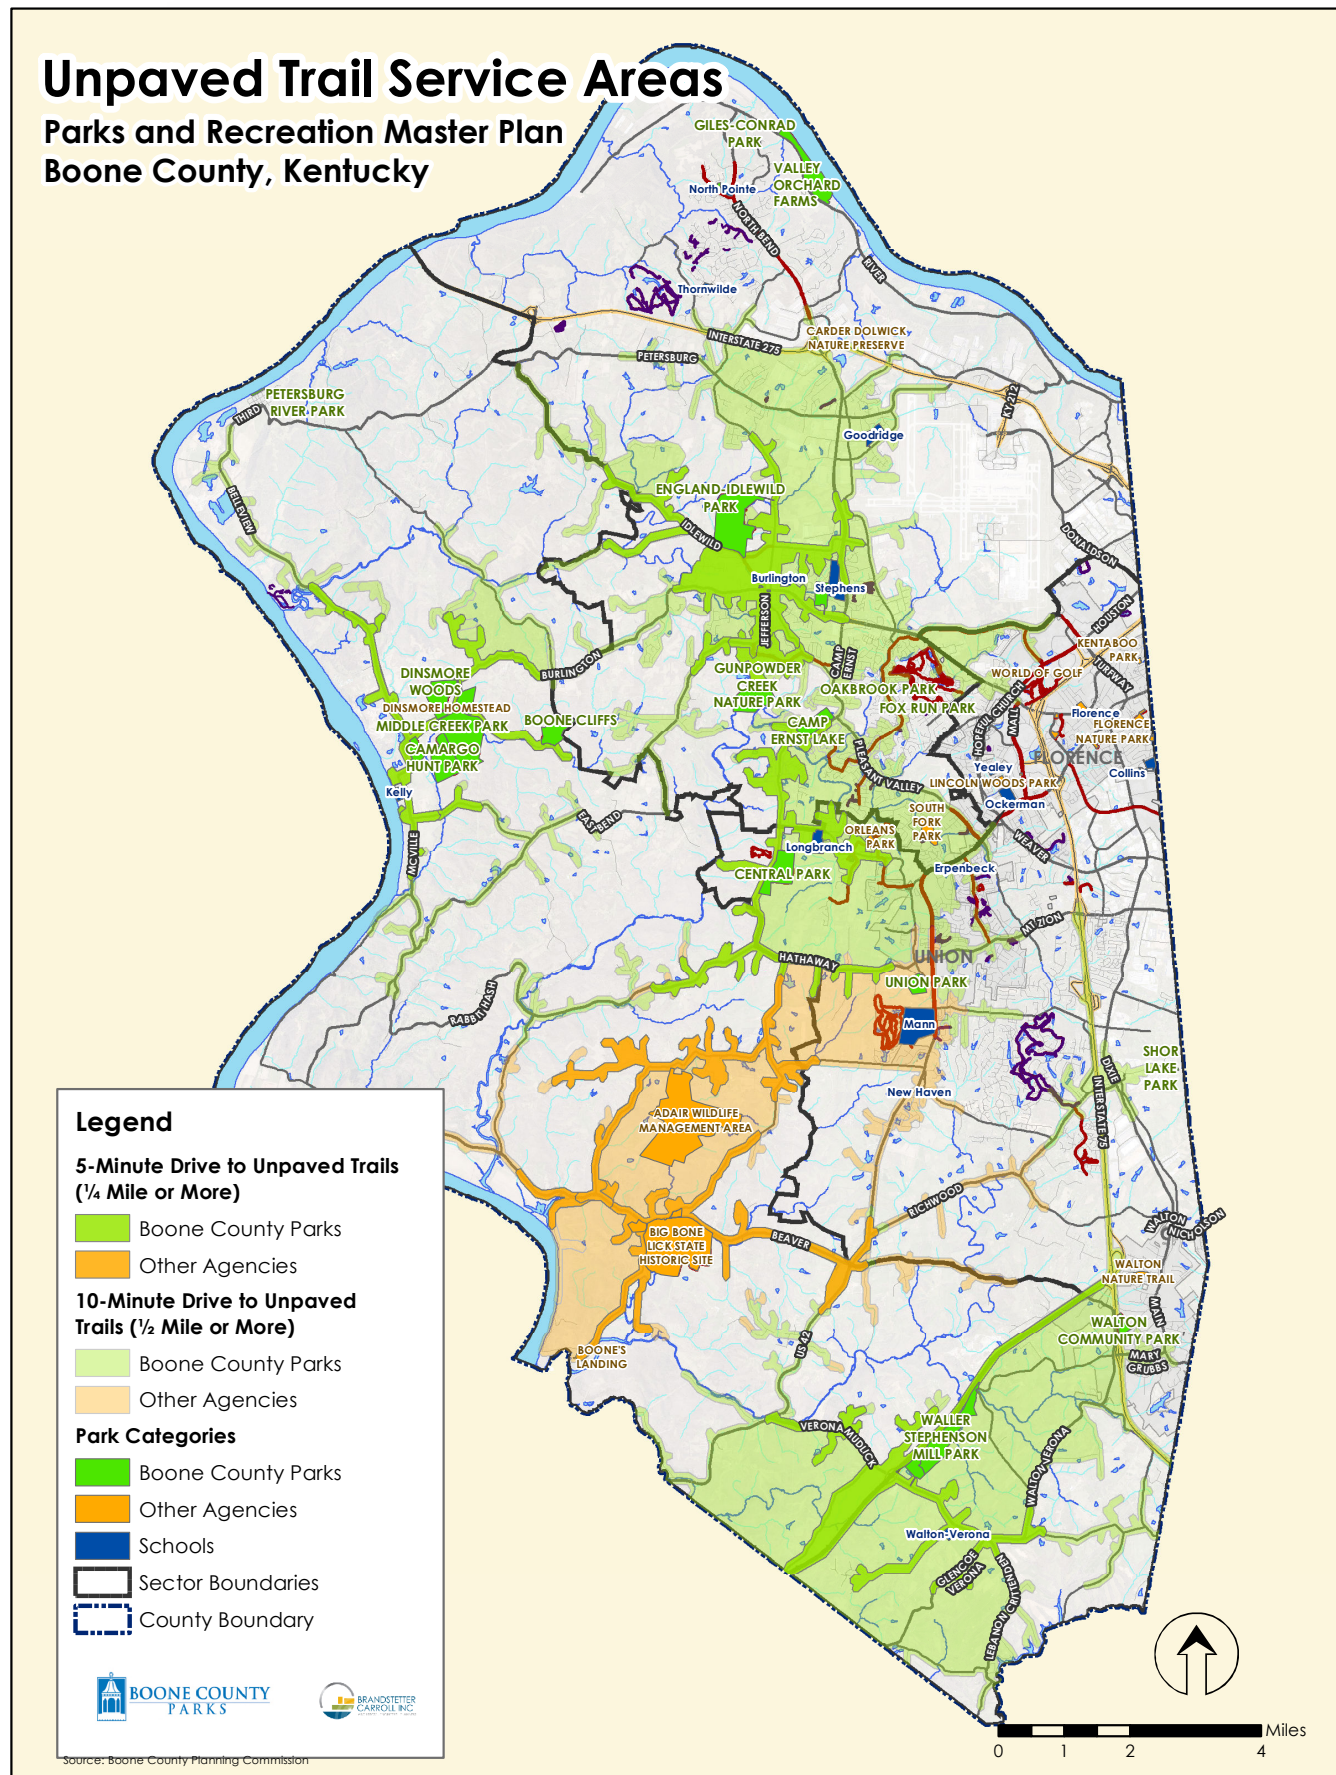 Unpaved Trail Service Areas
Parks and Recreation Master Plan
Boone County, Kentucky
GILES-CONRAD
PARK
VALLEY
ORCHARD
FARMS
North Pointe
NORTH BEND
RIVER
Thornwilde
CARDER DOLWICK
NATURE PRESERVE
INTERSTATE 275
PETERSBURG
KY 212
PETERSBURG
RIVER PARK
THIRD
Goodridge
BELLEVIEW
ENGLAND-IDLEWILD
PARK
IDLEWILD
DONALDSON
Burlington
Stephens
HOUSTON
JEFFERSON
CAMP
ERNST
KENTABOO
PARK
TURFWAY
BURLINGTON
WORLD OF GOLF
DINSMORE
WOODS
DINSMORE HOMESTEAD
MIDDLE CREEK PARK
CAMARGO
HUNT PARK
BOONE CLIFFS
GUNPOWDER
CREEK
NATURE PARK
OAKBROOK PARK
FOX RUN PARK
HOPEFUL CHURCH
MALL
CAMP
ERNST LAKE
Florence
FLORENCE
NATURE PARK
FLORENCE
PLEASANT VALLEY
Yealey
Collins
LINCOLN WOODS PARK
Ockerman
Kelly
EAST BEND
SOUTH
FORK
PARK
ORLEANS
PARK
Longbranch
WEAVER
MCVILLE
CENTRAL PARK
Erpenbeck
MT ZION
HATHAWAY
UNION
UNION PARK
RABBIT HASH
Mann
SHOR
LAKE
PARK
DIXIE
INTERSTATE 75
New Haven
ADAIR WILDLIFE
MANAGEMENT AREA
RICHWOOD
WALTON
NICHOLSON
BIG BONE
LICK STATE
HISTORIC SITE
BEAVER
WALTON
NATURE TRAIL
MAIN
WALTON
COMMUNITY PARK
MARY
GRUBBS
US 42
BOONE'S
LANDING
VERONA MUDLICK
WALLER
STEPHENSON
MILL PARK
WALTON-VERONA
Walton-Verona
GLENCOE
VERONA
LEBANON CRITTENDEN
Legend
5-Minute Drive to Unpaved Trails
(¼ Mile or More)
Boone County Parks
Other Agencies
10-Minute Drive to Unpaved
Trails (½ Mile or More)
Boone County Parks
Other Agencies
Park Categories
Boone County Parks
Other Agencies
Schools
Sector Boundaries
County Boundary
BOONE COUNTY
PARKS
BRANDSTETTER
CARROLL INC
Source: Boone County Planning Commission
Miles
0 1 2 4